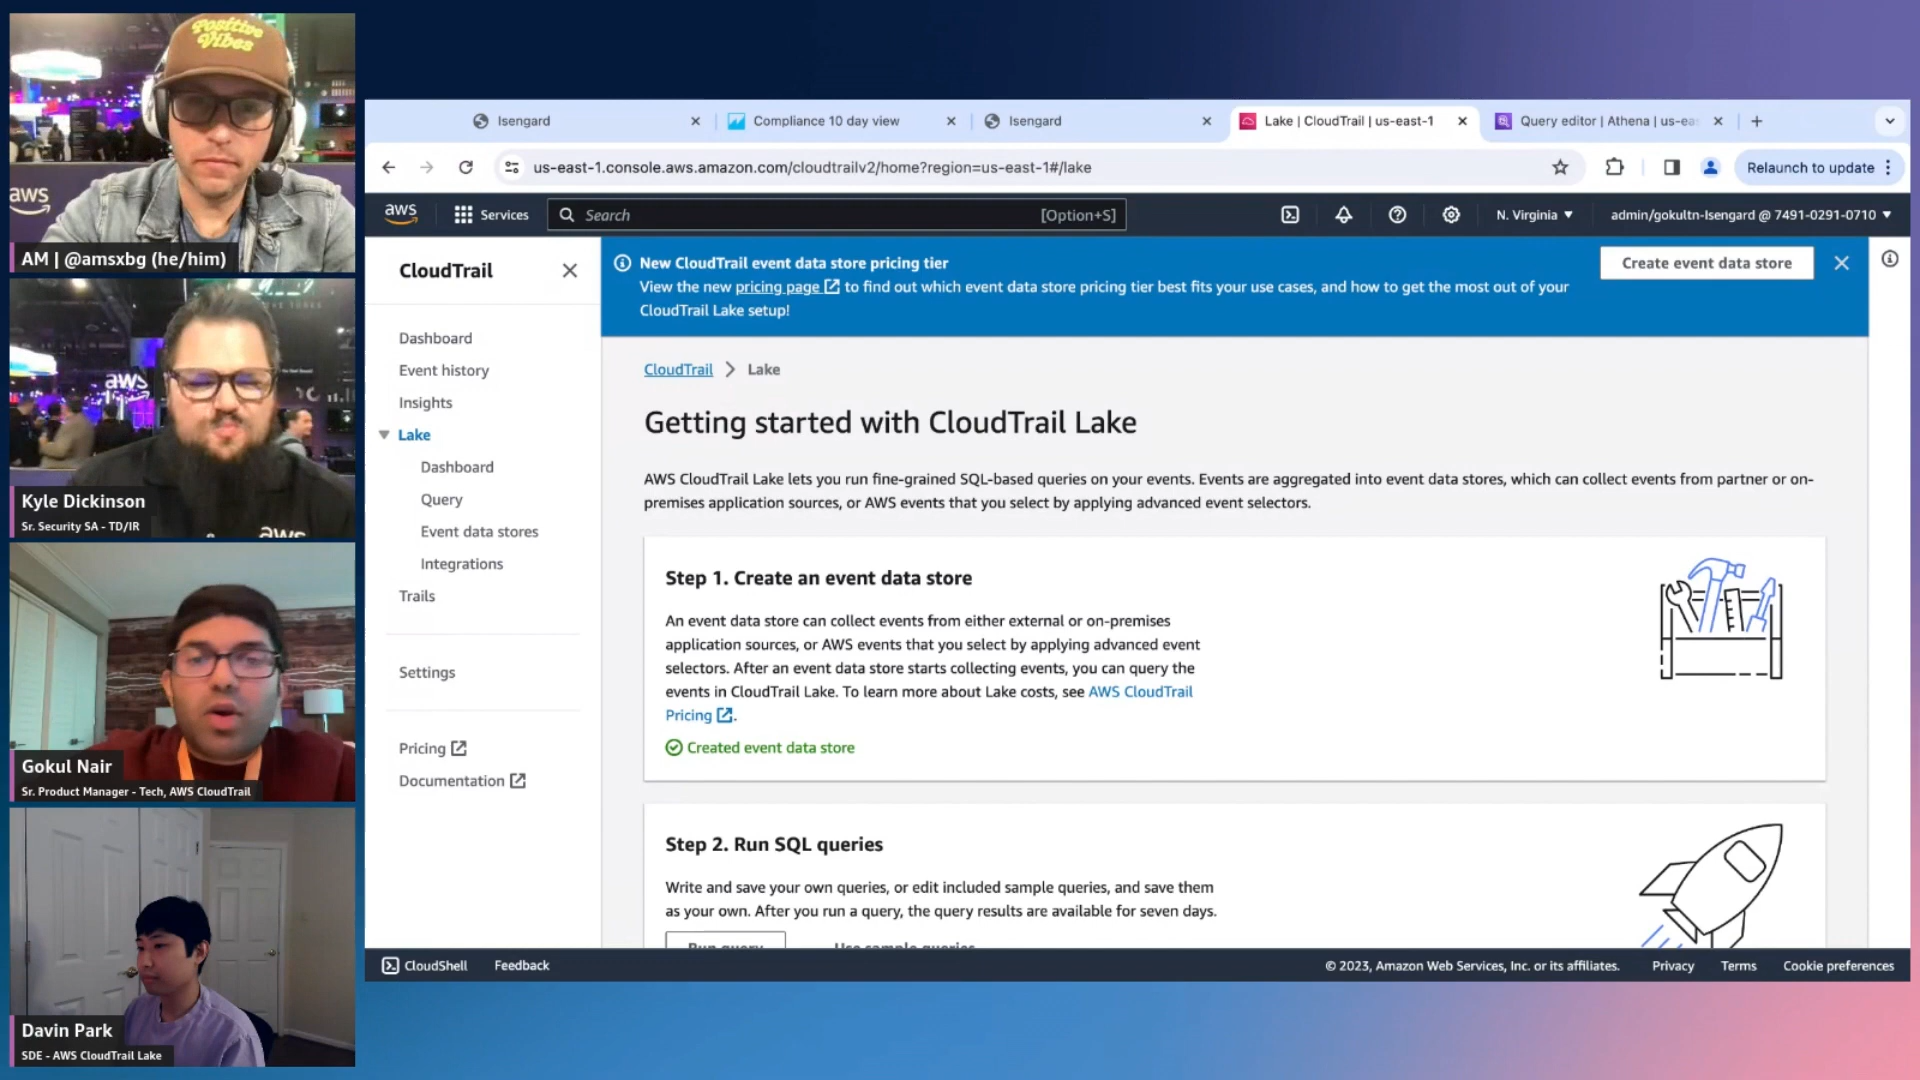 Positive
Vibes
aws
AM | @amsxbg (he/him)
aws
aws
Kyle Dickinson
Sr. Security SA - TD/IR
Gokul Nair
Sr. Product Manager - Tech, AWS CloudTrail
Davin Park
SDE - AWS CloudTrail Lake
Isengard
Compliance 10 day view
Isengard
Lake | CloudTrail | us-east-1
Query editor | Athena | us-eas
us-east-1.console.aws.amazon.com/cloudtrailv2/home?region=us-east-1#/lake
Relaunch to update
aws
Services
Search
[Option+S]
N. Virginia
admin/gokultn-Isengard @ 7491-0291-0710
CloudTrail
Dashboard
Event history
Insights
Lake
Dashboard
Query
Event data stores
Integrations
Trails
Settings
Pricing
Documentation
New CloudTrail event data store pricing tier
View the new pricing page to find out which event data store pricing tier best fits your use cases, and how to get the most out of your
CloudTrail Lake setup!
Create event data store
CloudTrail > Lake
Getting started with CloudTrail Lake
AWS CloudTrail Lake lets you run fine-grained SQL-based queries on your events. Events are aggregated into event data stores, which can collect events from partner or on-
premises application sources, or AWS events that you select by applying advanced event selectors.
Step 1. Create an event data store
An event data store can collect events from either external or on-premises
application sources, or AWS events that you select by applying advanced event
selectors. After an event data store starts collecting events, you can query the
events in CloudTrail Lake. To learn more about Lake costs, see AWS CloudTrail
Pricing.
Created event data store
Step 2. Run SQL queries
Write and save your own queries, or edit included sample queries, and save them
as your own. After you run a query, the query results are available for seven days.
Run query
Use sample queries
CloudShell
Feedback
© 2023, Amazon Web Services, Inc. or its affiliates.
Privacy
Terms
Cookie preferences